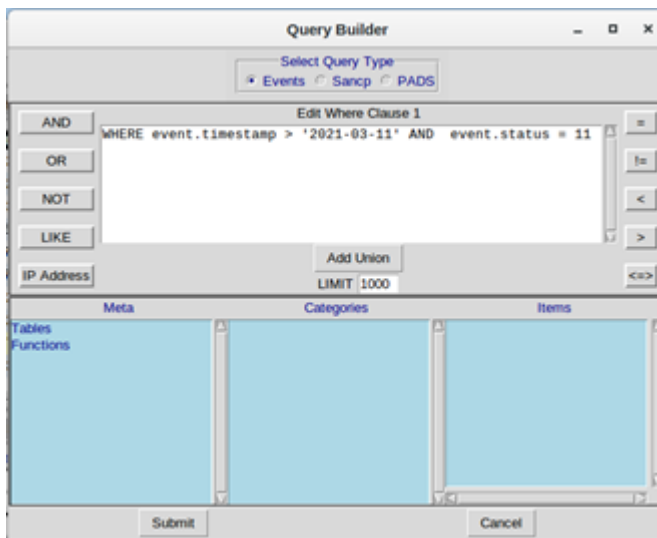 Query Builder
Select Query Type
Events Sancp PADS
Edit Where Clause 1
AND
OR
NOT
LIKE
IP Address
WHERE event.timestamp > '2021-03-11' AND  event.status = 11
=
!=
<
>
<=>
Add Union
LIMIT 1000
Meta
Categories
Items
Tables
Functions
Submit
Cancel